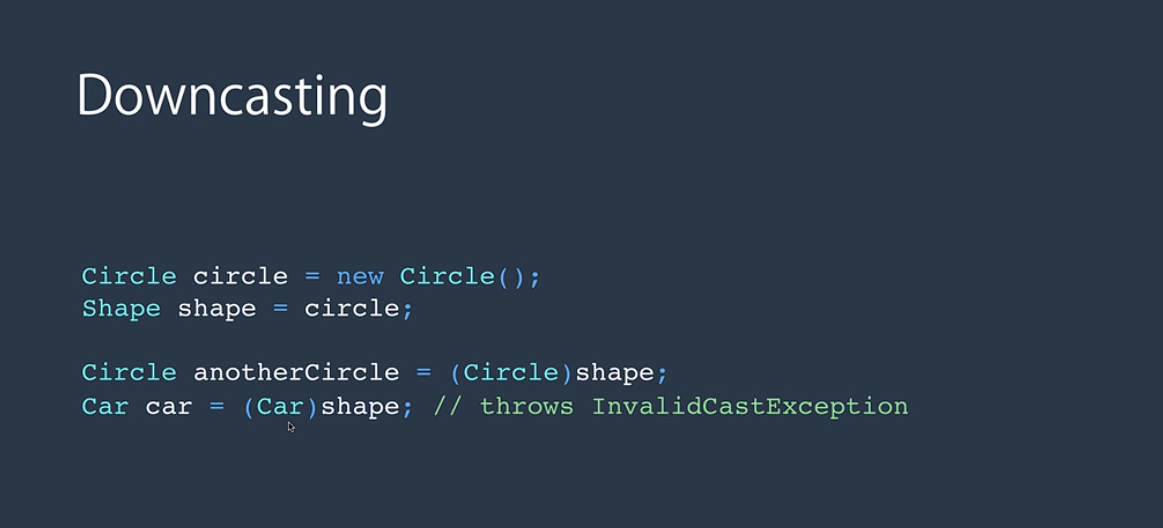 Downcasting
Circle circle = new Circle();
Shape shape = circle;
Circle anotherCircle = (Circle)shape;
Car car = (Car)shape; // throws InvalidCastException